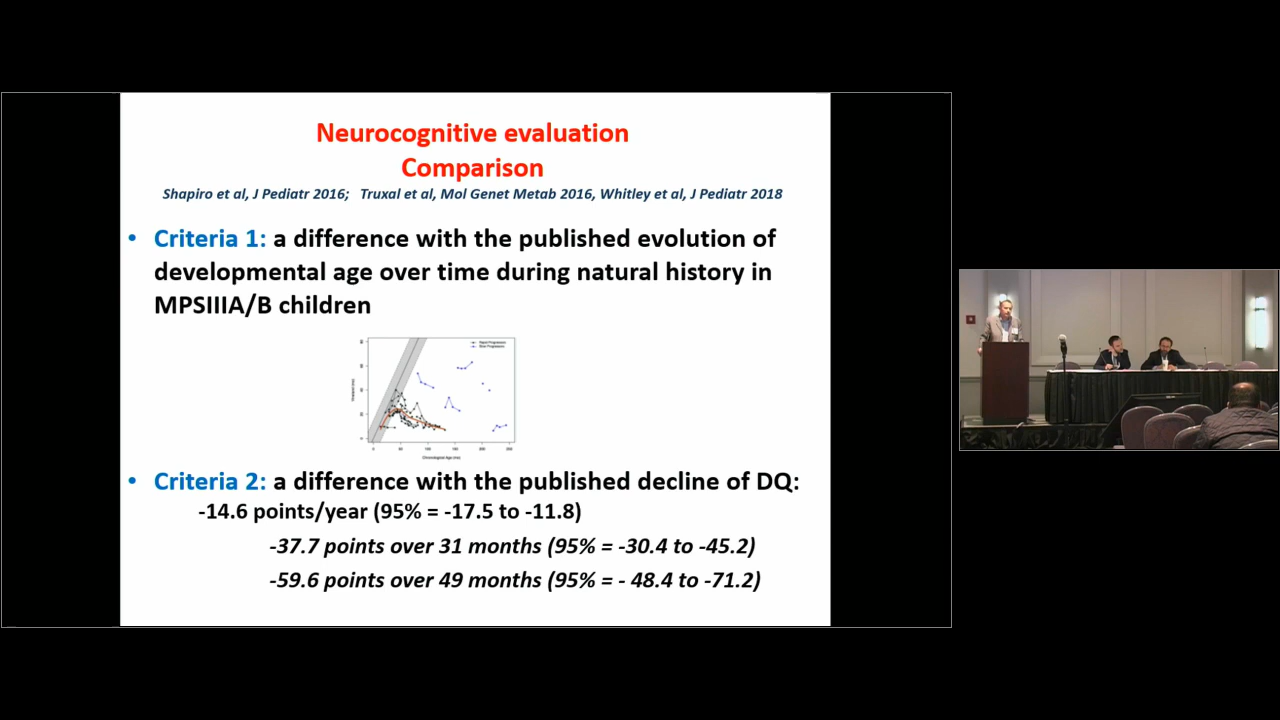 Neurocognitive evaluation
Comparison
Shapiro et al, J Pediatr 2016; Truxal et al, Mol Genet Metab 2016, Whitley et al, J Pediatr 2018
• Criteria 1: a difference with the published evolution of
developmental age over time during natural history in
MPSIIIA/B children
Chronological Age (mo)
• Criteria 2: a difference with the published decline of DQ:
-14.6 points/year (95% = -17.5 to -11.8)
-37.7 points over 31 months (95% = -30.4 to -45.2)
-59.6 points over 49 months (95% = - 48.4 to -71.2)